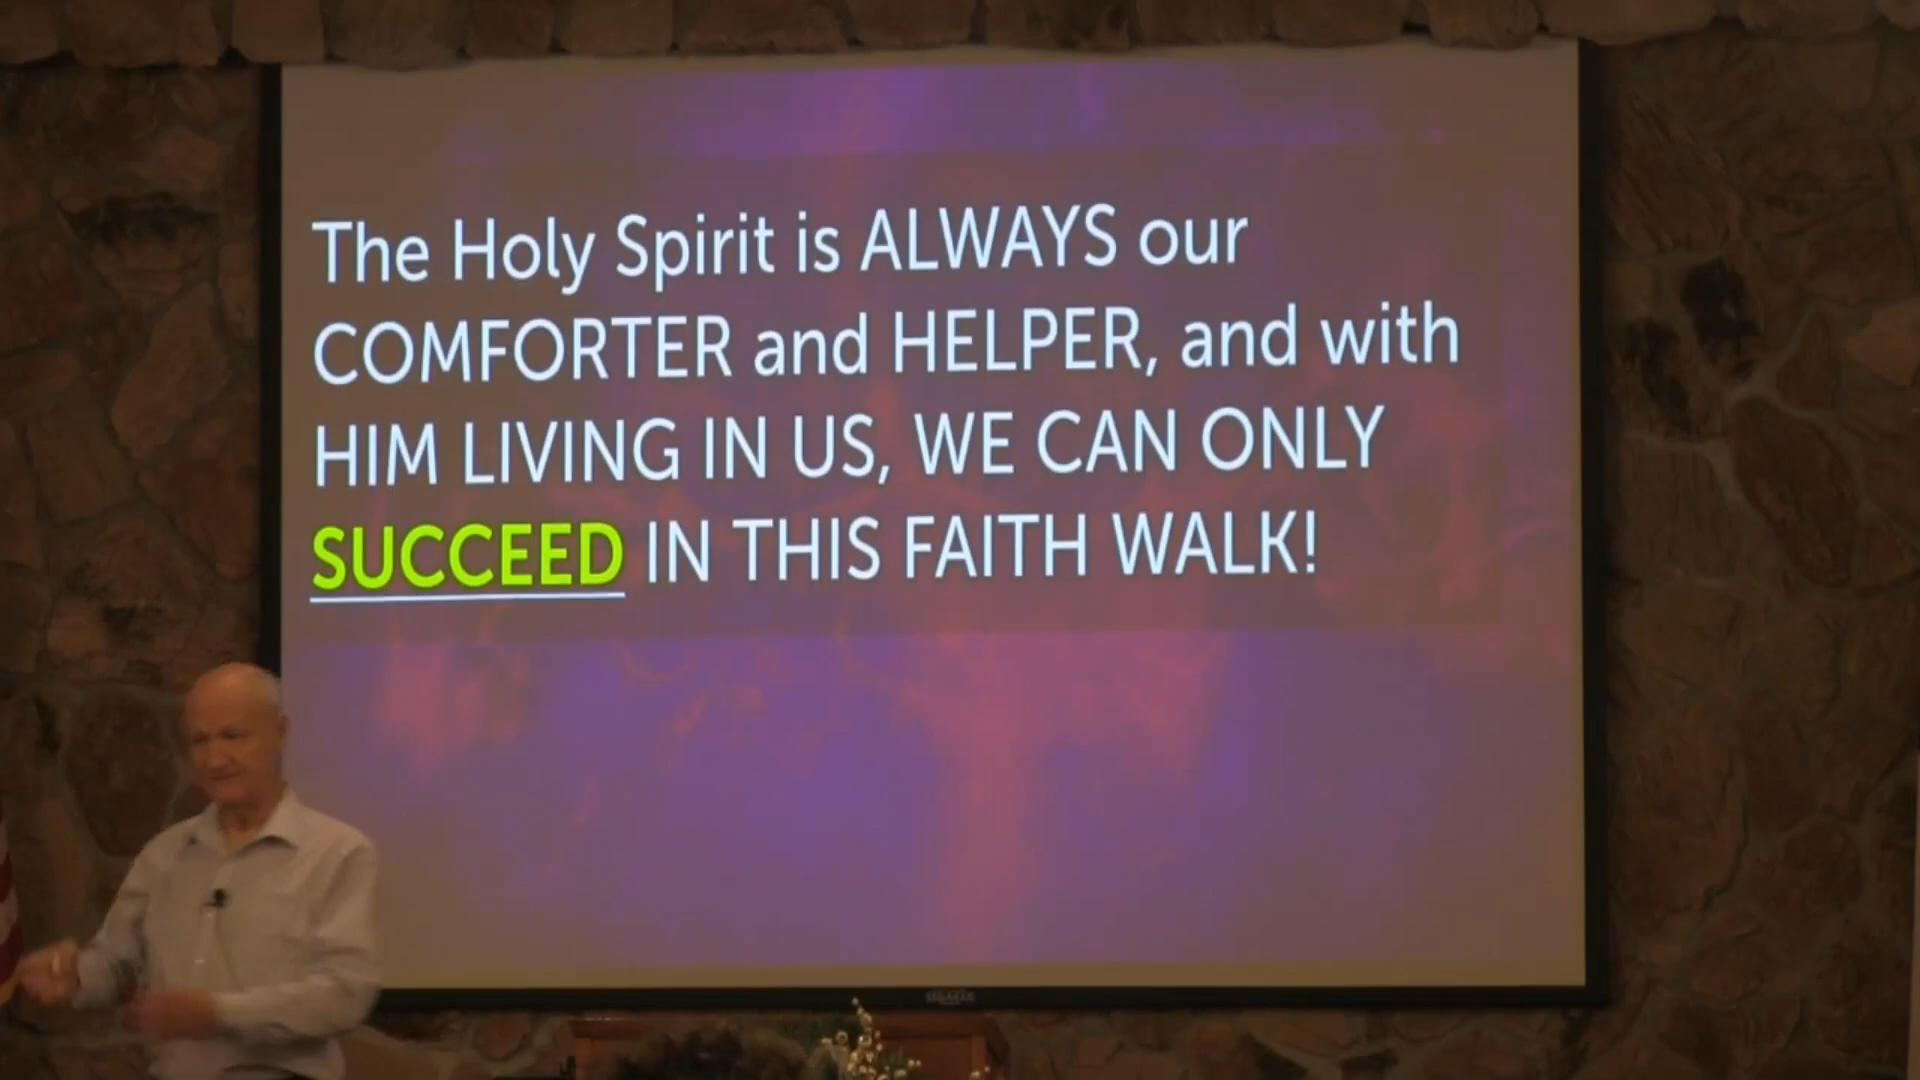 The Holy Spirit is ALWAYS our
COMFORTER and HELPER, and with
HIM LIVING IN US, WE CAN ONLY
SUCCEED IN THIS FAITH WALK!